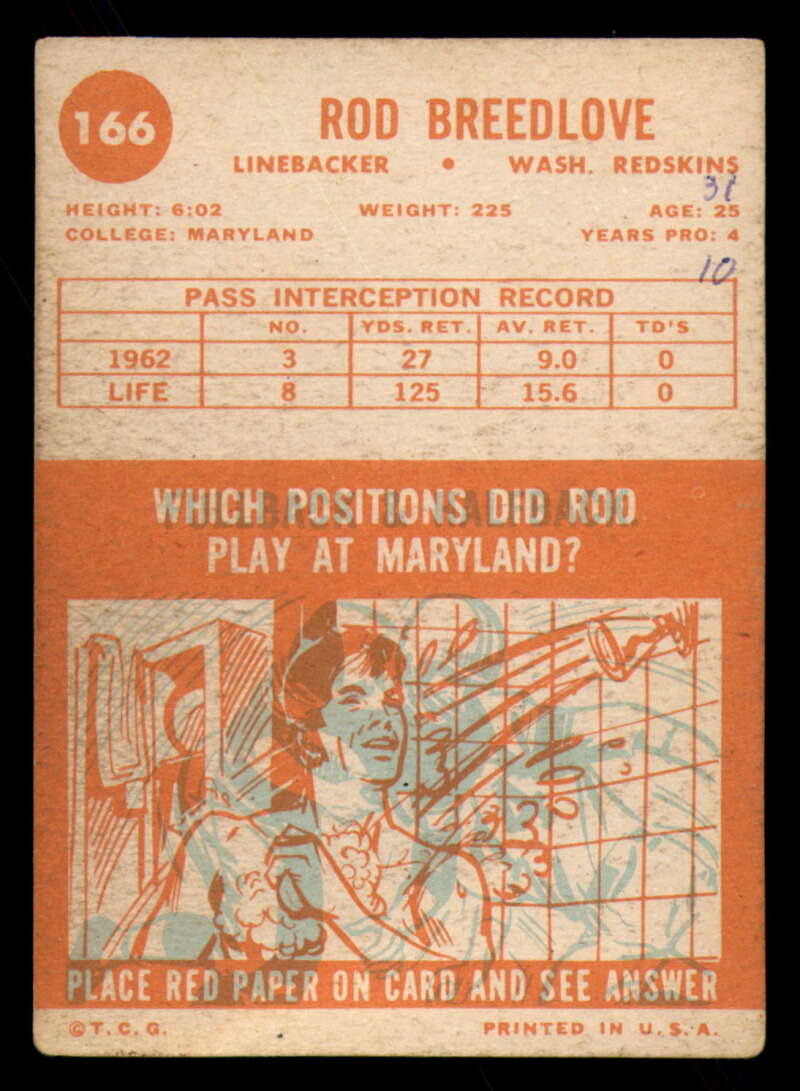 166
ROD BREEDLOVE
LINEBACKER • WASH. REDSKINS
31
HEIGHT: 6:02 WEIGHT: 225 AGE: 25
COLLEGE: MARYLAND YEARS PRO: 4
10
PASS INTERCEPTION RECORD
NO. YDS. RET. AV. RET. TD'S
1962 3 27 9.0 0
LIFE 8 125 15.6 0
WHICH POSITIONS DID ROD
PLAY AT MARYLAND?
PLACE RED PAPER ON CARD AND SEE ANSWER
©T.C.G. PRINTED IN U.S.A.